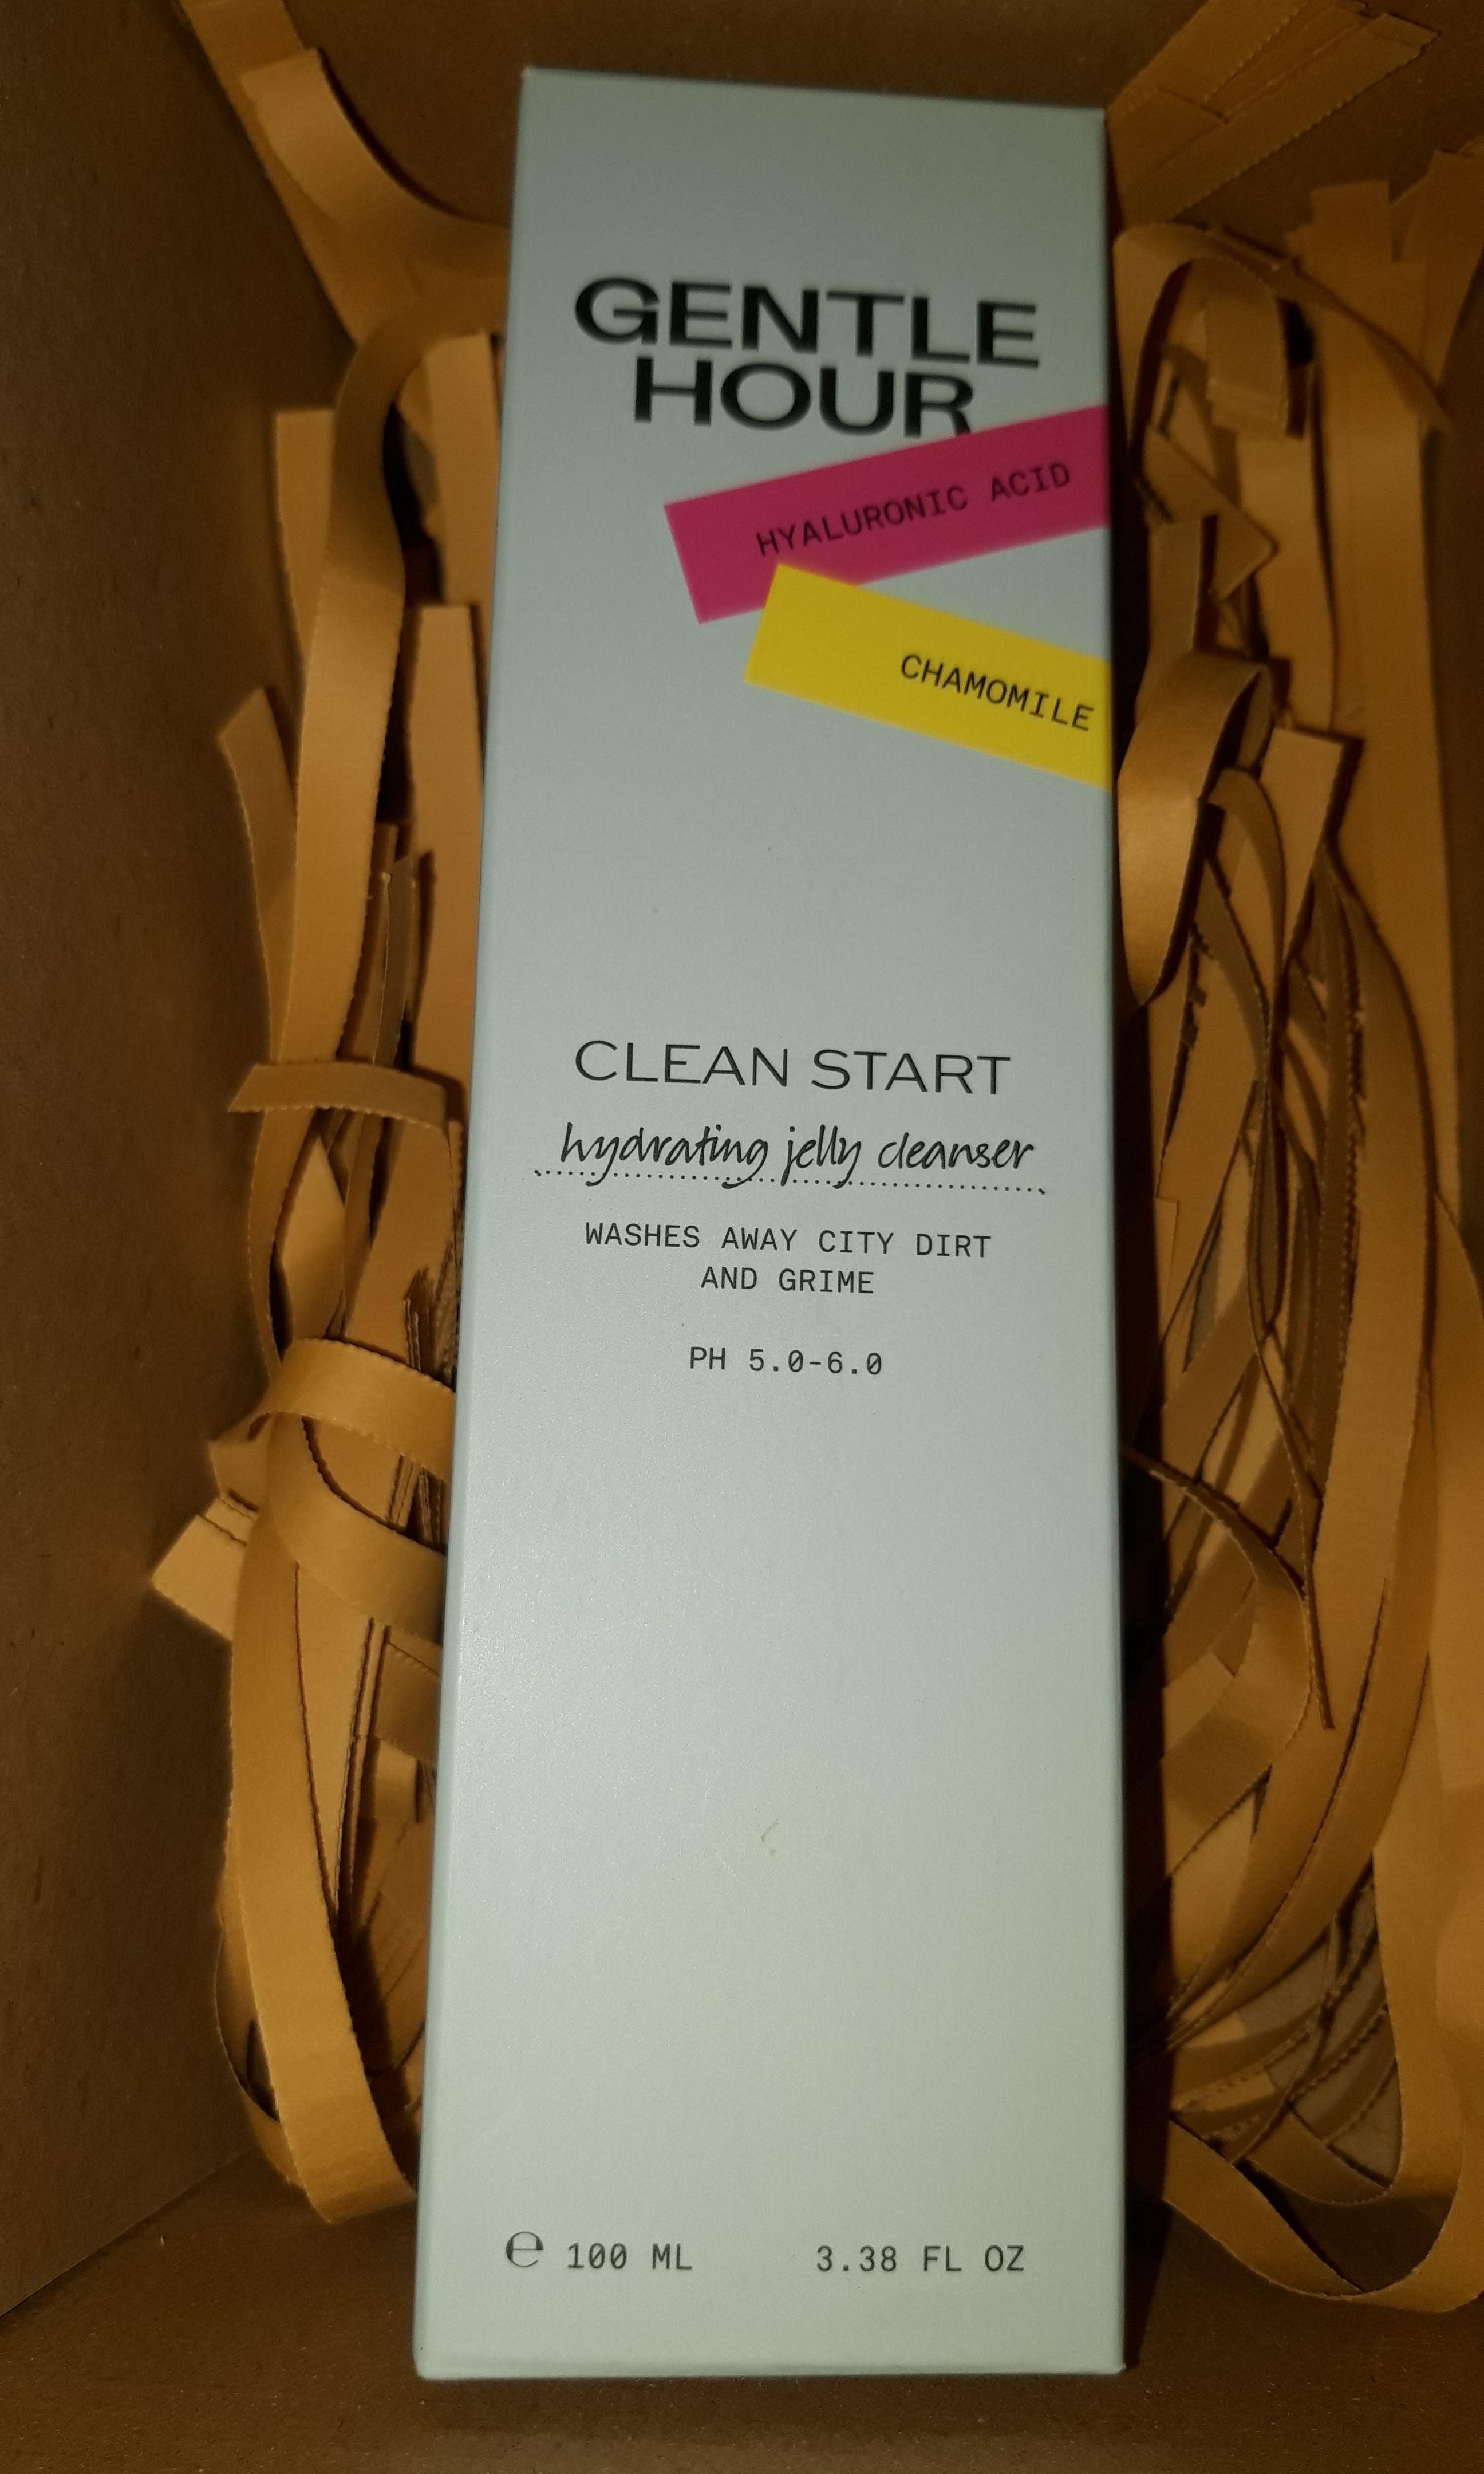 GENTLE
HOUR
HYALURONIC ACID
CHAMOMILE
CLEAN START
hydrating jelly cleanser
WASHES AWAY CITY DIRT
AND GRIME
PH 5.0-6.0
℮ 100 ML 3.38 FL OZ